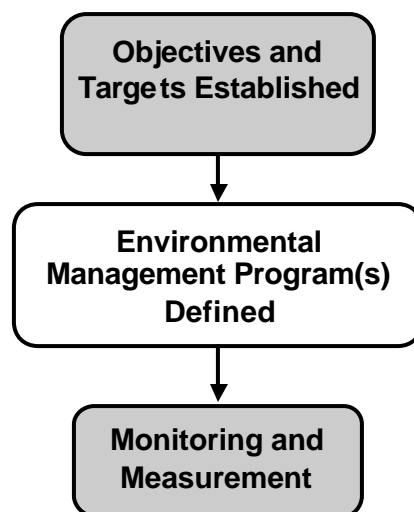 Objectives and
Targets Established
Environmental
Management Program(s)
Defined
Monitoring and
Measurement